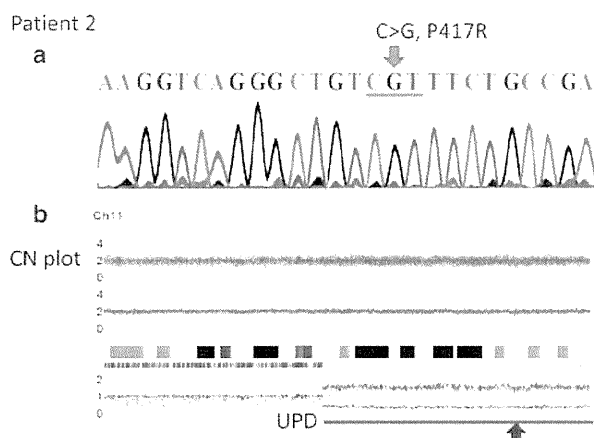 Patient 2
C>G, P417R
a
AAGGTCAGGGCTGTCGTTTCTGCCGA
b
Ch11
CN plot
4
2
0
4
2
0
2
1
0
UPD